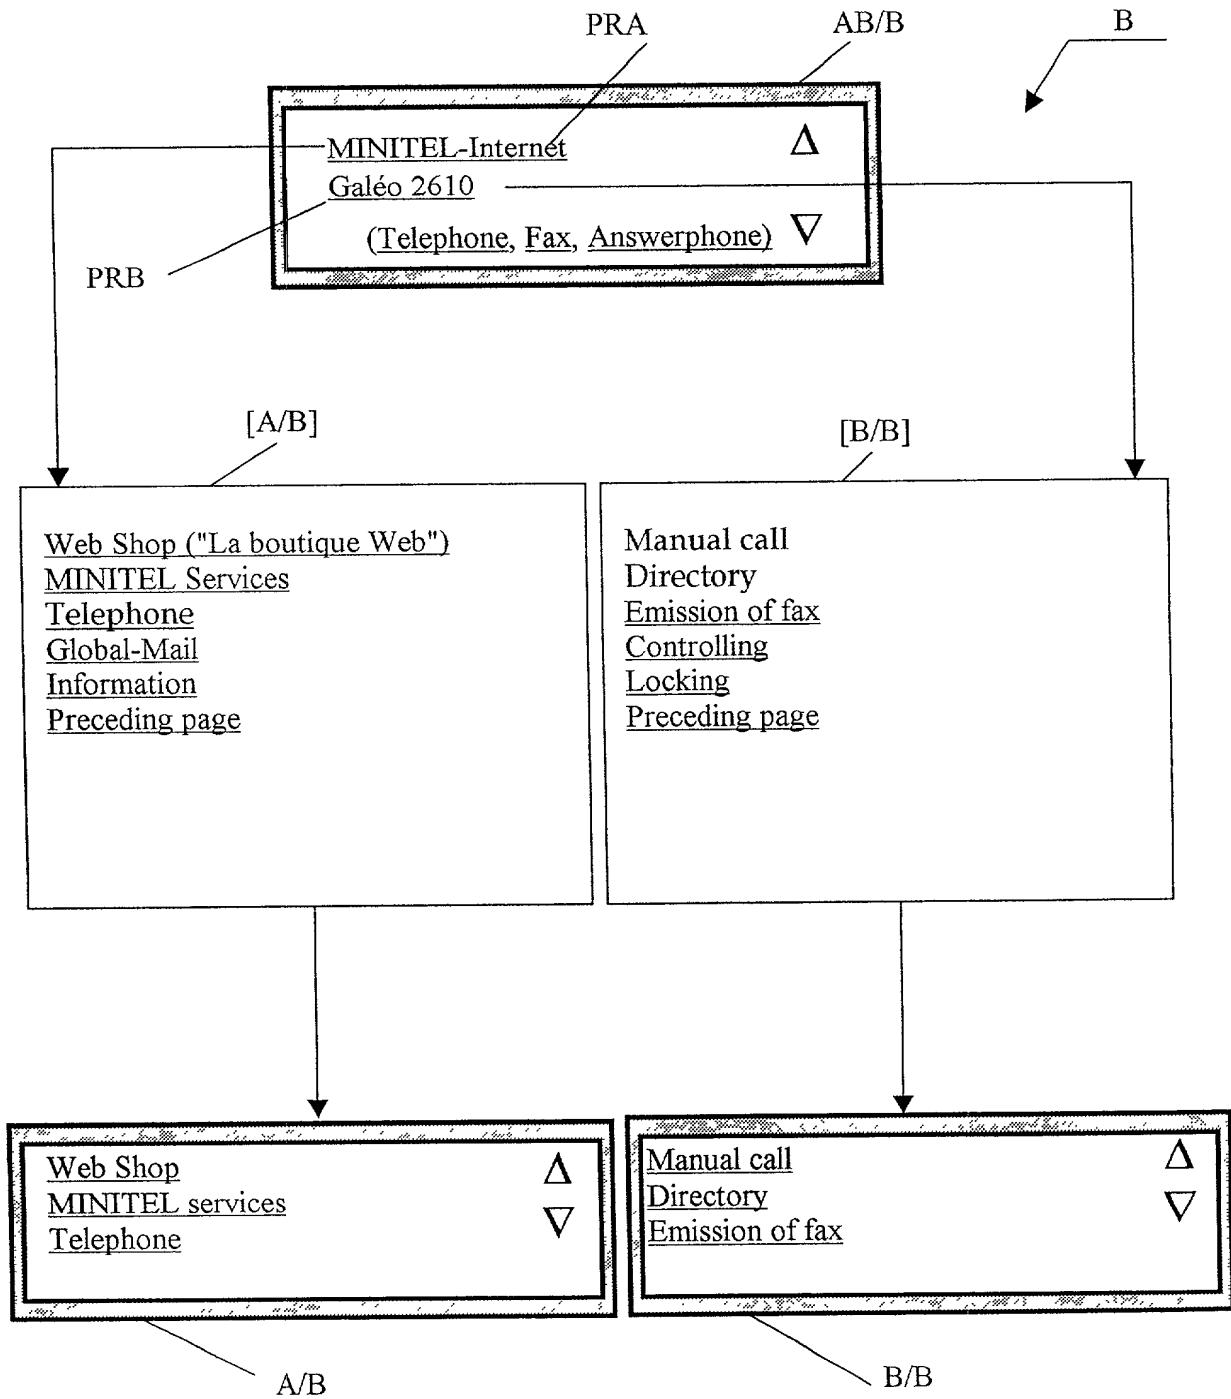 PRA
AB/B
B
MINITEL-Internet
Δ
Galéo 2610
(Telephone, Fax, Answerphone)
∇
PRB
[A/B]
[B/B]
Web Shop ("La boutique Web")
MINITEL Services
Telephone
Global-Mail
Information
Preceding page
Manual call
Directory
Emission of fax
Controlling
Locking
Preceding page
Web Shop
Δ
MINITEL services
∇
Telephone
Manual call
Δ
Directory
∇
Emission of fax
A/B
B/B